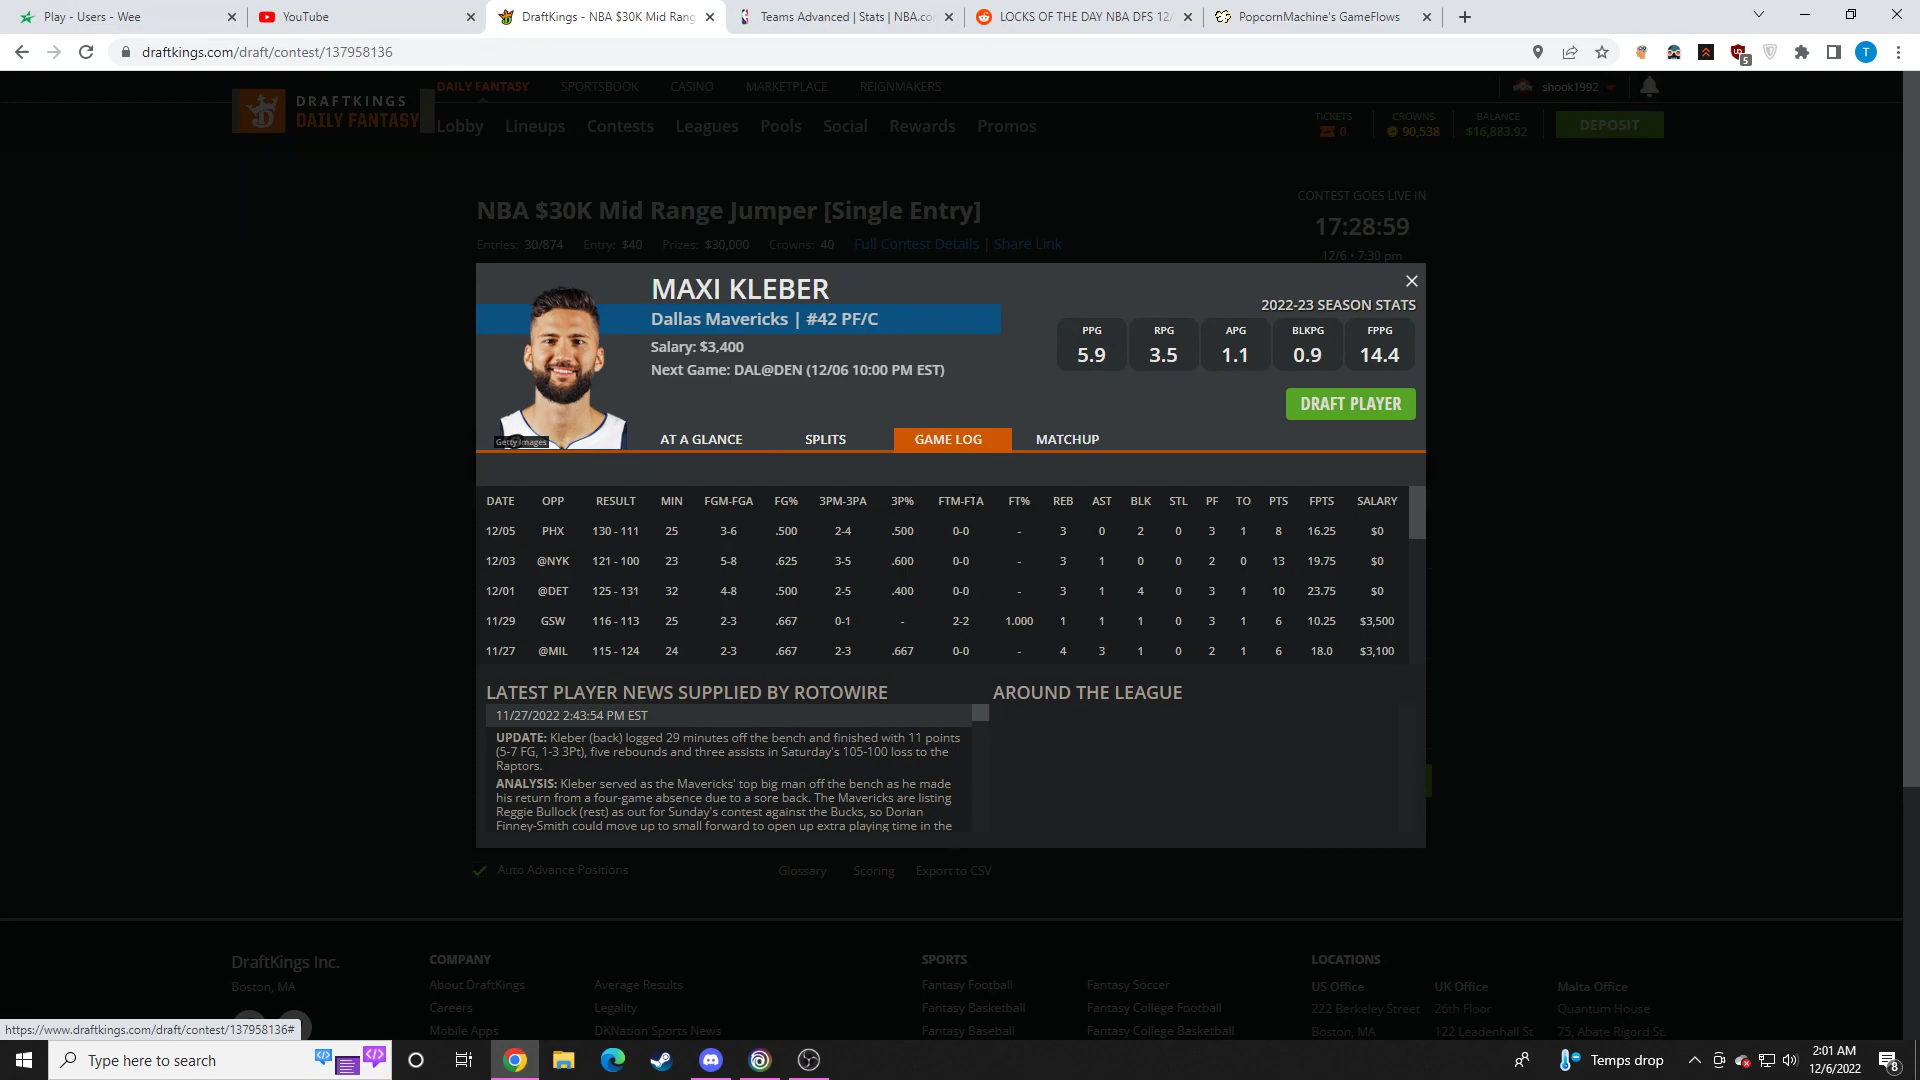 Play - Users - Wee
YouTube
DraftKings - NBA $30K Mid Rang
Teams Advanced | Stats | NBA.co
LOCKS OF THE DAY NBA DFS 12/
PopcornMachine's GameFlows
draftkings.com/draft/contest/137958136
5
T
DAILY FANTASY SPORTSBOOK CASINO MARKETPLACE REIGNMAKERS
shook1992
DRAFTKINGS
DAILY FANTASY
Lobby Lineups Contests Leagues Pools Social Rewards Promos
TICKETS
0
CROWNS
90,538
BALANCE
$16,883.92
DEPOSIT
NBA $30K Mid Range Jumper [Single Entry]
CONTEST GOES LIVE IN
17:28:59
Entries: 30/874 Entry: $40 Prizes: $30,000 Crowns: 40 Full Contest Details | Share Link
12/6 • 7:30 pm
MAXI KLEBER
Dallas Mavericks | #42 PF/C
Salary: $3,400
Next Game: DAL@DEN (12/06 10:00 PM EST)
Getty Images
2022-23 SEASON STATS
PPG RPG APG BLKPG FPPG
5.9 3.5 1.1 0.9 14.4
DRAFT PLAYER
AT A GLANCE SPLITS GAME LOG MATCHUP
DATE OPP RESULT MIN FGM-FGA FG% 3PM-3PA 3P% FTM-FTA FT% REB AST BLK STL PF TO PTS FPTS SALARY
12/05 PHX 130 - 111 25 3-6 .500 2-4 .500 0-0 - 3 0 2 0 3 1 8 16.25 $0
12/03 @NYK 121 - 100 23 5-8 .625 3-5 .600 0-0 - 3 1 0 0 2 0 13 19.75 $0
12/01 @DET 125 - 131 32 4-8 .500 2-5 .400 0-0 - 3 1 4 0 3 1 10 23.75 $0
11/29 GSW 116 - 113 25 2-3 .667 0-1 - 2-2 1.000 1 1 1 0 3 1 6 10.25 $3,500
11/27 @MIL 115 - 124 24 2-3 .667 2-3 .667 0-0 - 4 3 1 0 2 1 6 18.0 $3,100
LATEST PLAYER NEWS SUPPLIED BY ROTOWIRE
11/27/2022 2:43:54 PM EST
UPDATE: Kleber (back) logged 29 minutes off the bench and finished with 11 points
(5-7 FG, 1-3 3Pt), five rebounds and three assists in Saturday's 105-100 loss to the
Raptors.
ANALYSIS: Kleber served as the Mavericks' top big man off the bench as he made
his return from a four-game absence due to a sore back. The Mavericks are listing
Reggie Bullock (rest) as out for Sunday's contest against the Bucks, so Dorian
Finney-Smith could move up to small forward to open up extra playing time in the
AROUND THE LEAGUE
Auto Advance Positions
Glossary Scoring Export to CSV
DraftKings Inc.
Boston, MA
COMPANY
About DraftKings Average Results
Careers Legality
Mobile Apps DKNation Sports News
SPORTS
Fantasy Football Fantasy Soccer
Fantasy Basketball Fantasy College Football
Fantasy Baseball Fantasy College Basketball
LOCATIONS
US Office UK Office Malta Office
222 Berkeley Street 26th Floor Quantum House
Boston, MA 122 Leadenhall St 75, Abate Rigord St.
https://www.draftkings.com/draft/contest/137958136#
Type here to search
Temps drop
2:01 AM
12/6/2022
8